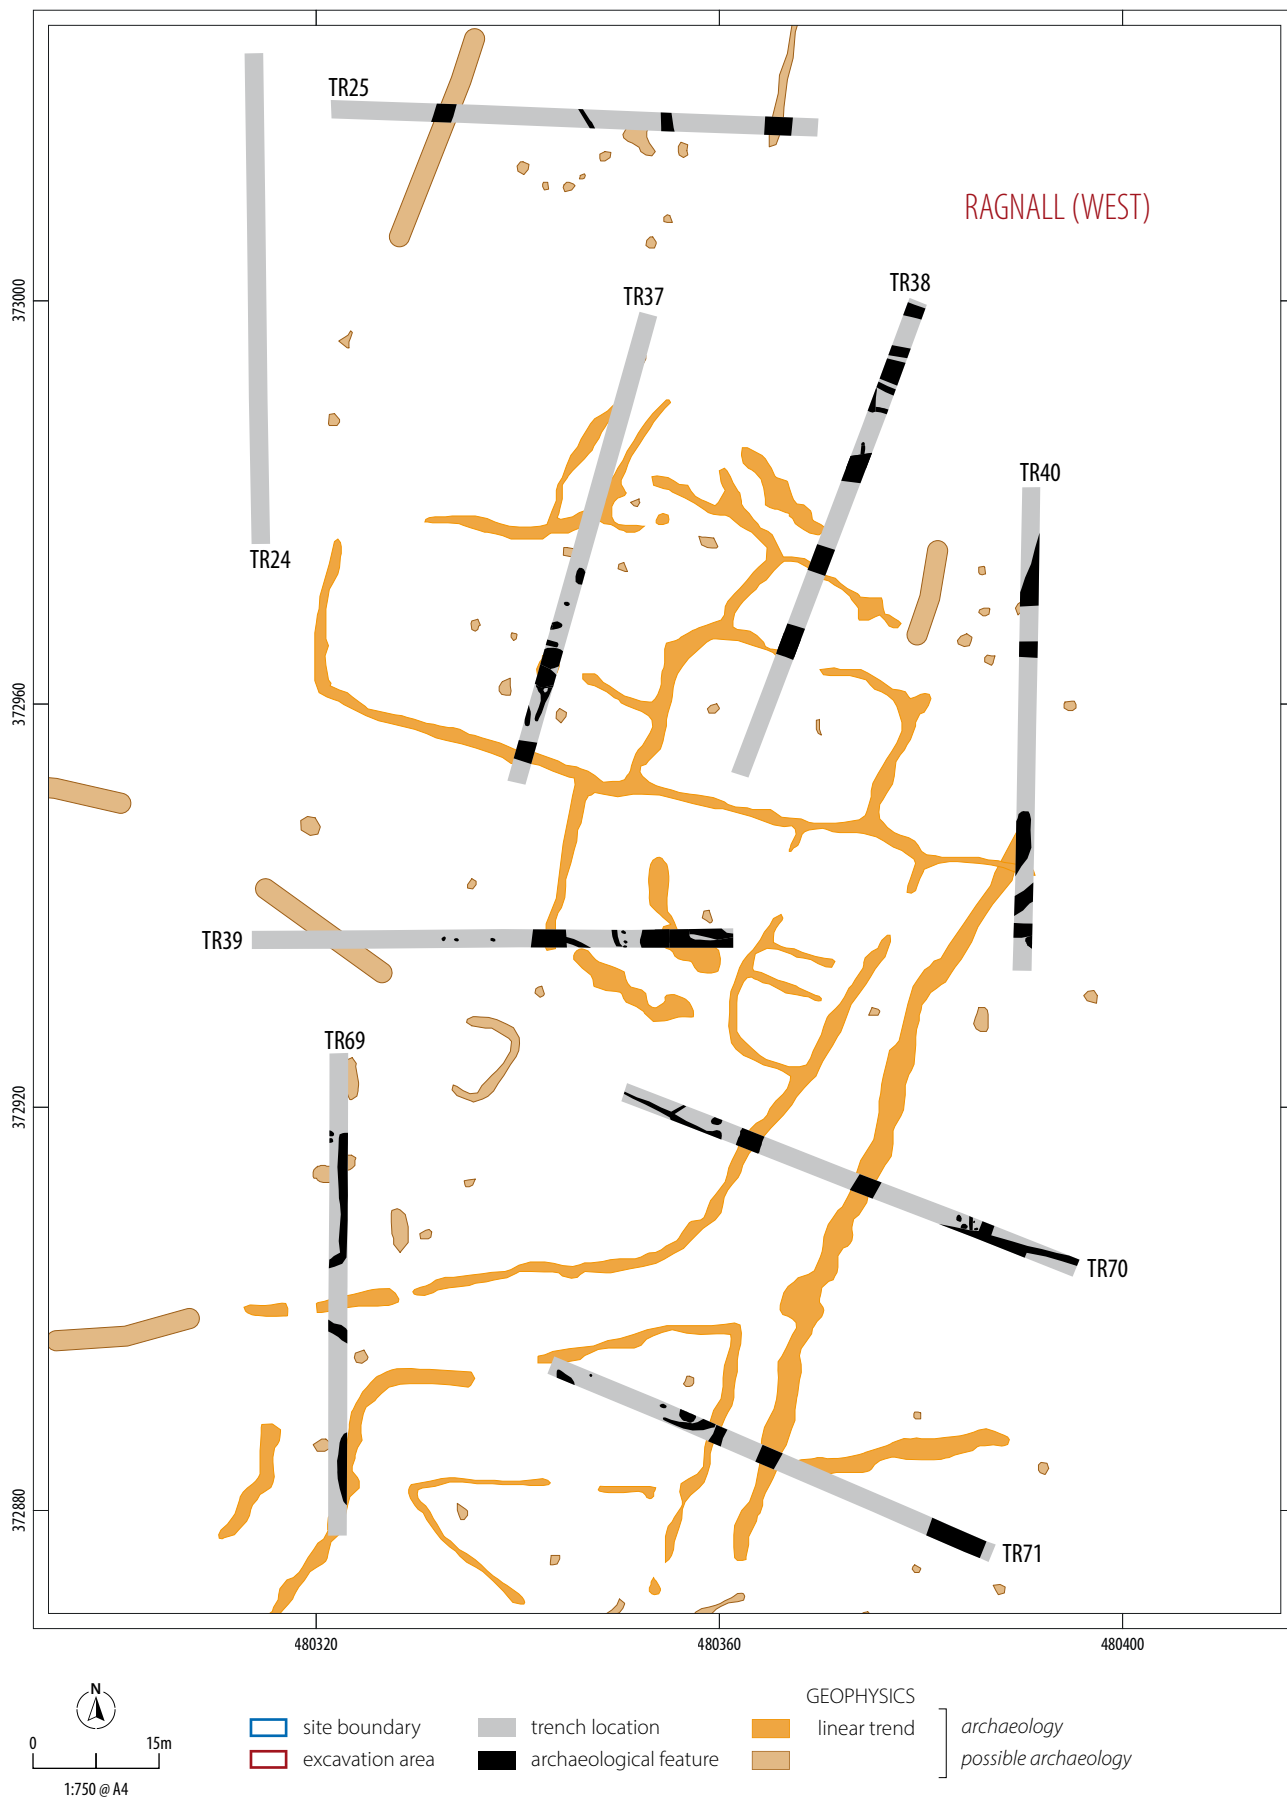 TR25
RAGNALL (WEST)
TR38
TR37
373000
TR40
TR24
372960
TR39
TR69
372920
TR70
372880
TR71
480320
480360
480400
N
0 15m
1:750 @ A4
site boundary
excavation area
trench location
archaeological feature
GEOPHYSICS
linear trend
archaeology
possible archaeology